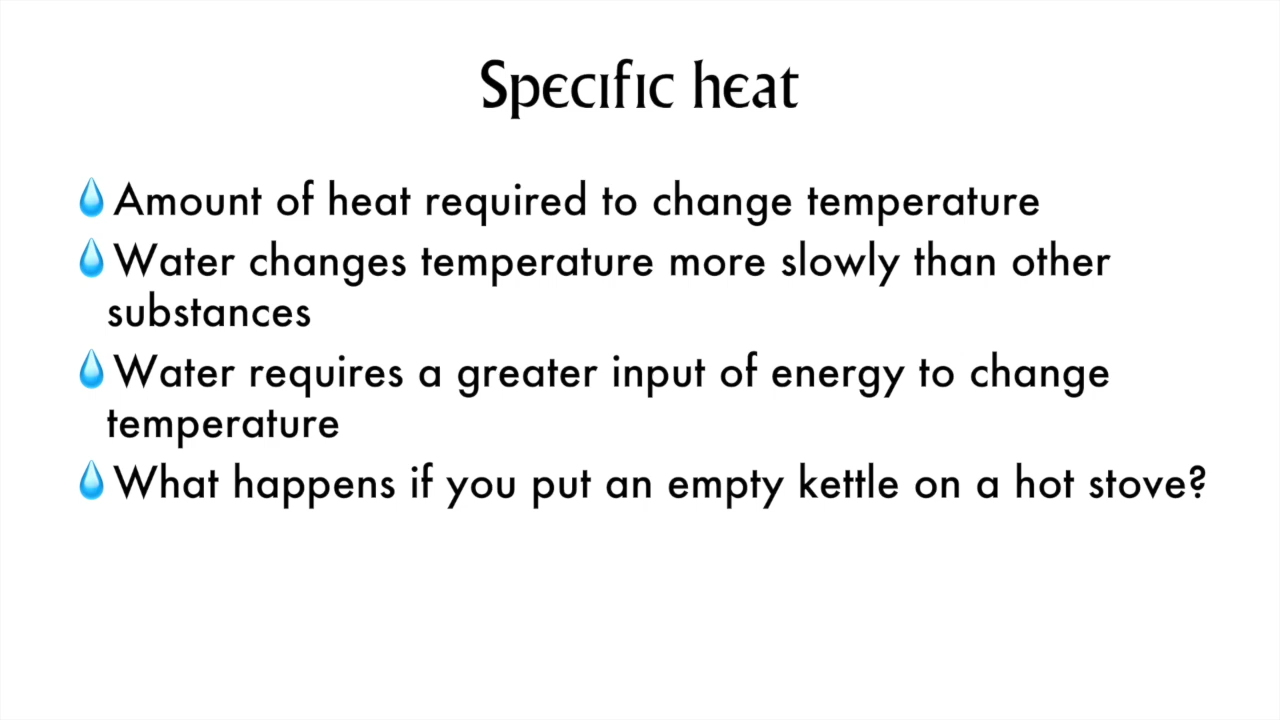 Specific heat
💧Amount of heat required to change temperature
💧Water changes temperature more slowly than other
substances
💧Water requires a greater input of energy to change
temperature
💧What happens if you put an empty kettle on a hot stove?